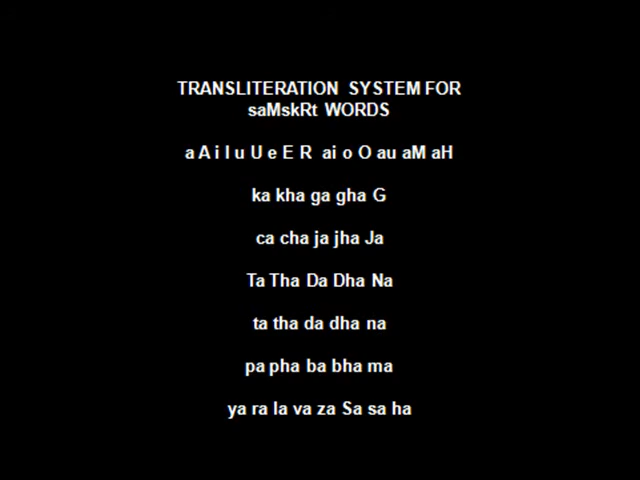 TRANSLITERATION SYSTEM FOR
saMskRt WORDS
a A i I u U e E R ai o O au aM aH
ka kha ga gha G
ca cha ja jha Ja
Ta Tha Da Dha Na
ta tha da dha na
pa pha ba bha ma
ya ra la va za Sa sa ha